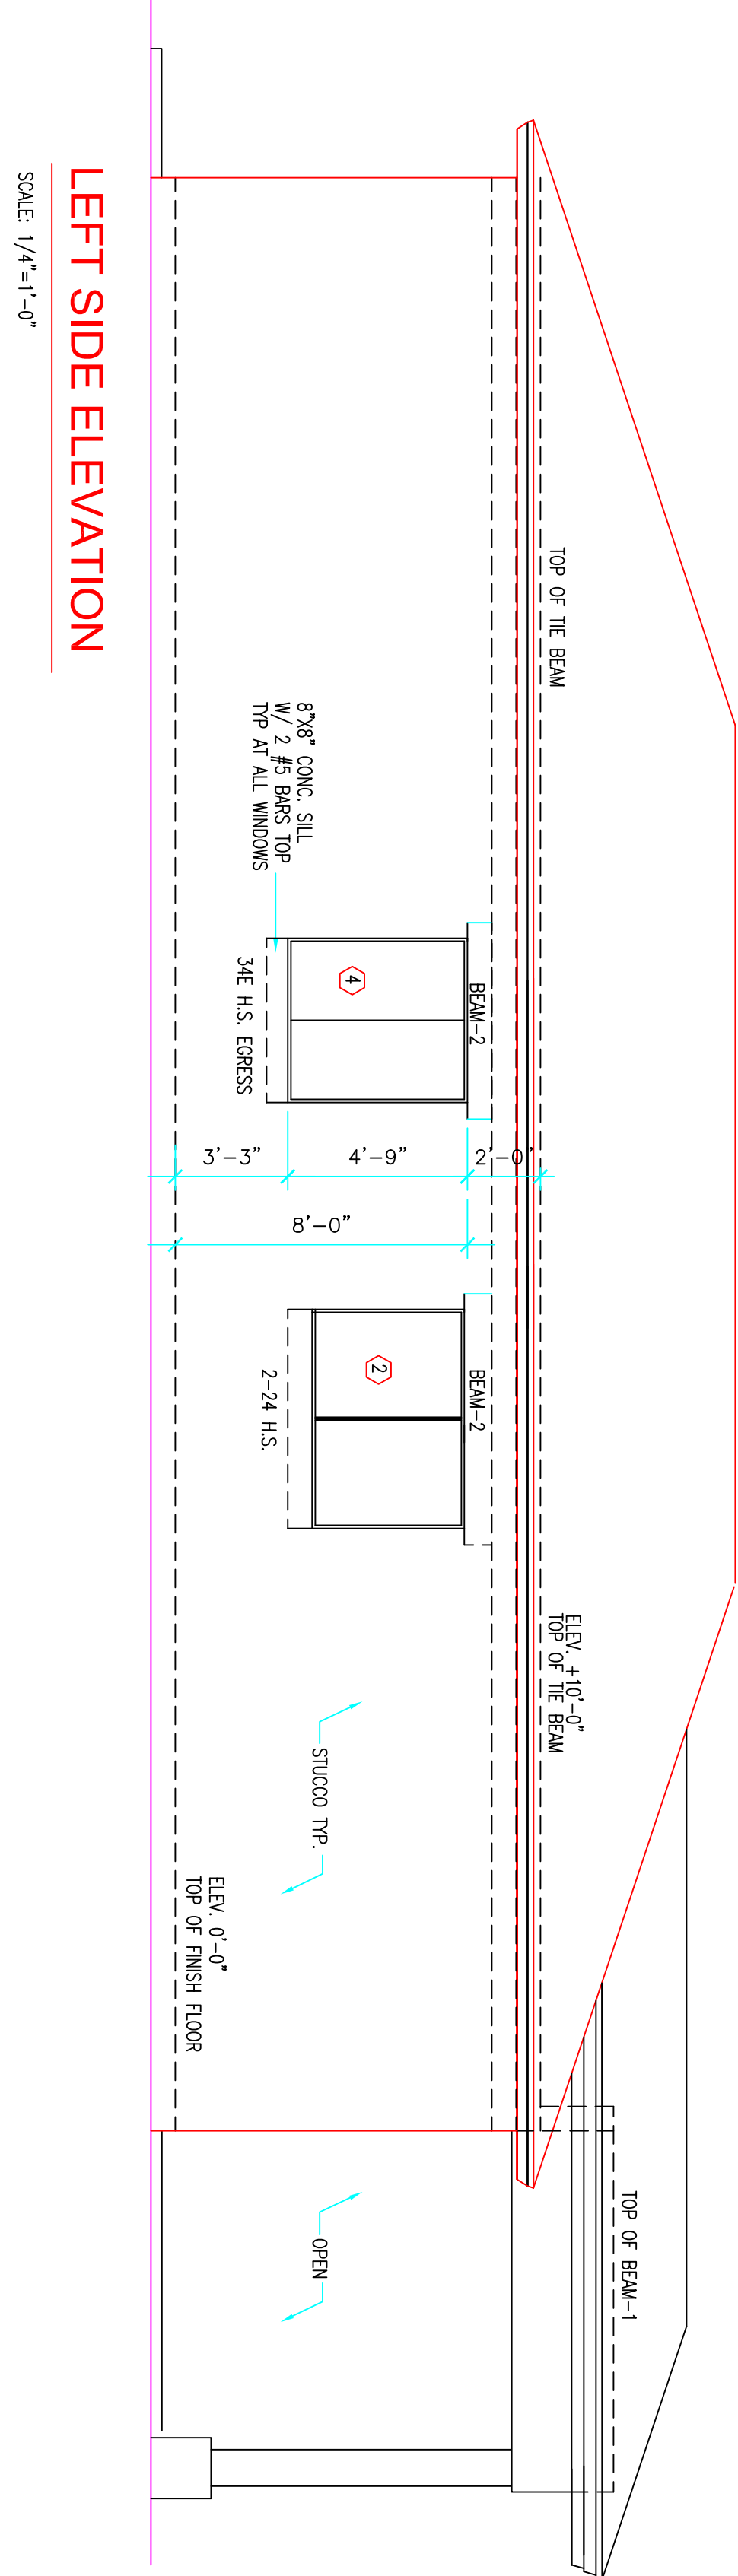 TOP OF BEAM-1
ELEV. +10'-0"
TOP OF TIE BEAM
TOP OF TIE BEAM
BEAM-2
BEAM-2
2'-0"
4'-9"
3'-3"
8'-0"
4
2
8"X8" CONC. SILL
W/ 2 #5 BARS TOP
TYP AT ALL WINDOWS
34E H.S. EGRESS
2-24 H.S.
STUCCO TYP.
OPEN
ELEV. 0'-0"
TOP OF FINISH FLOOR
LEFT SIDE ELEVATION
SCALE: 1/4"=1'-0"